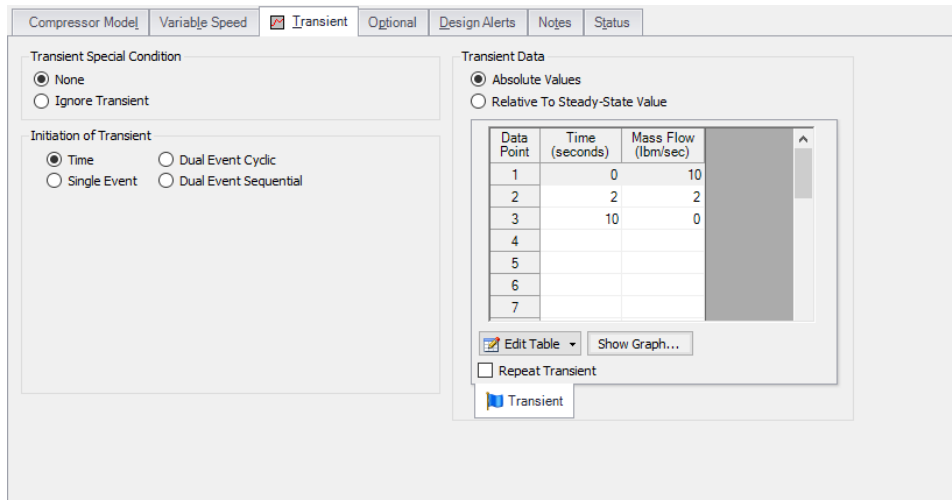 Compressor Model Variable Speed Transient Optional Design Alerts Notes Status
Transient Special Condition
None
Ignore Transient
Initiation of Transient
Time Dual Event Cyclic
Single Event Dual Event Sequential
Transient Data
Absolute Values
Relative To Steady-State Value
Data Point Time (seconds) Mass Flow (lbm/sec)
1 0 10
2 2 2
3 10 0
4
5
6
7
Edit Table Show Graph...
Repeat Transient
Transient